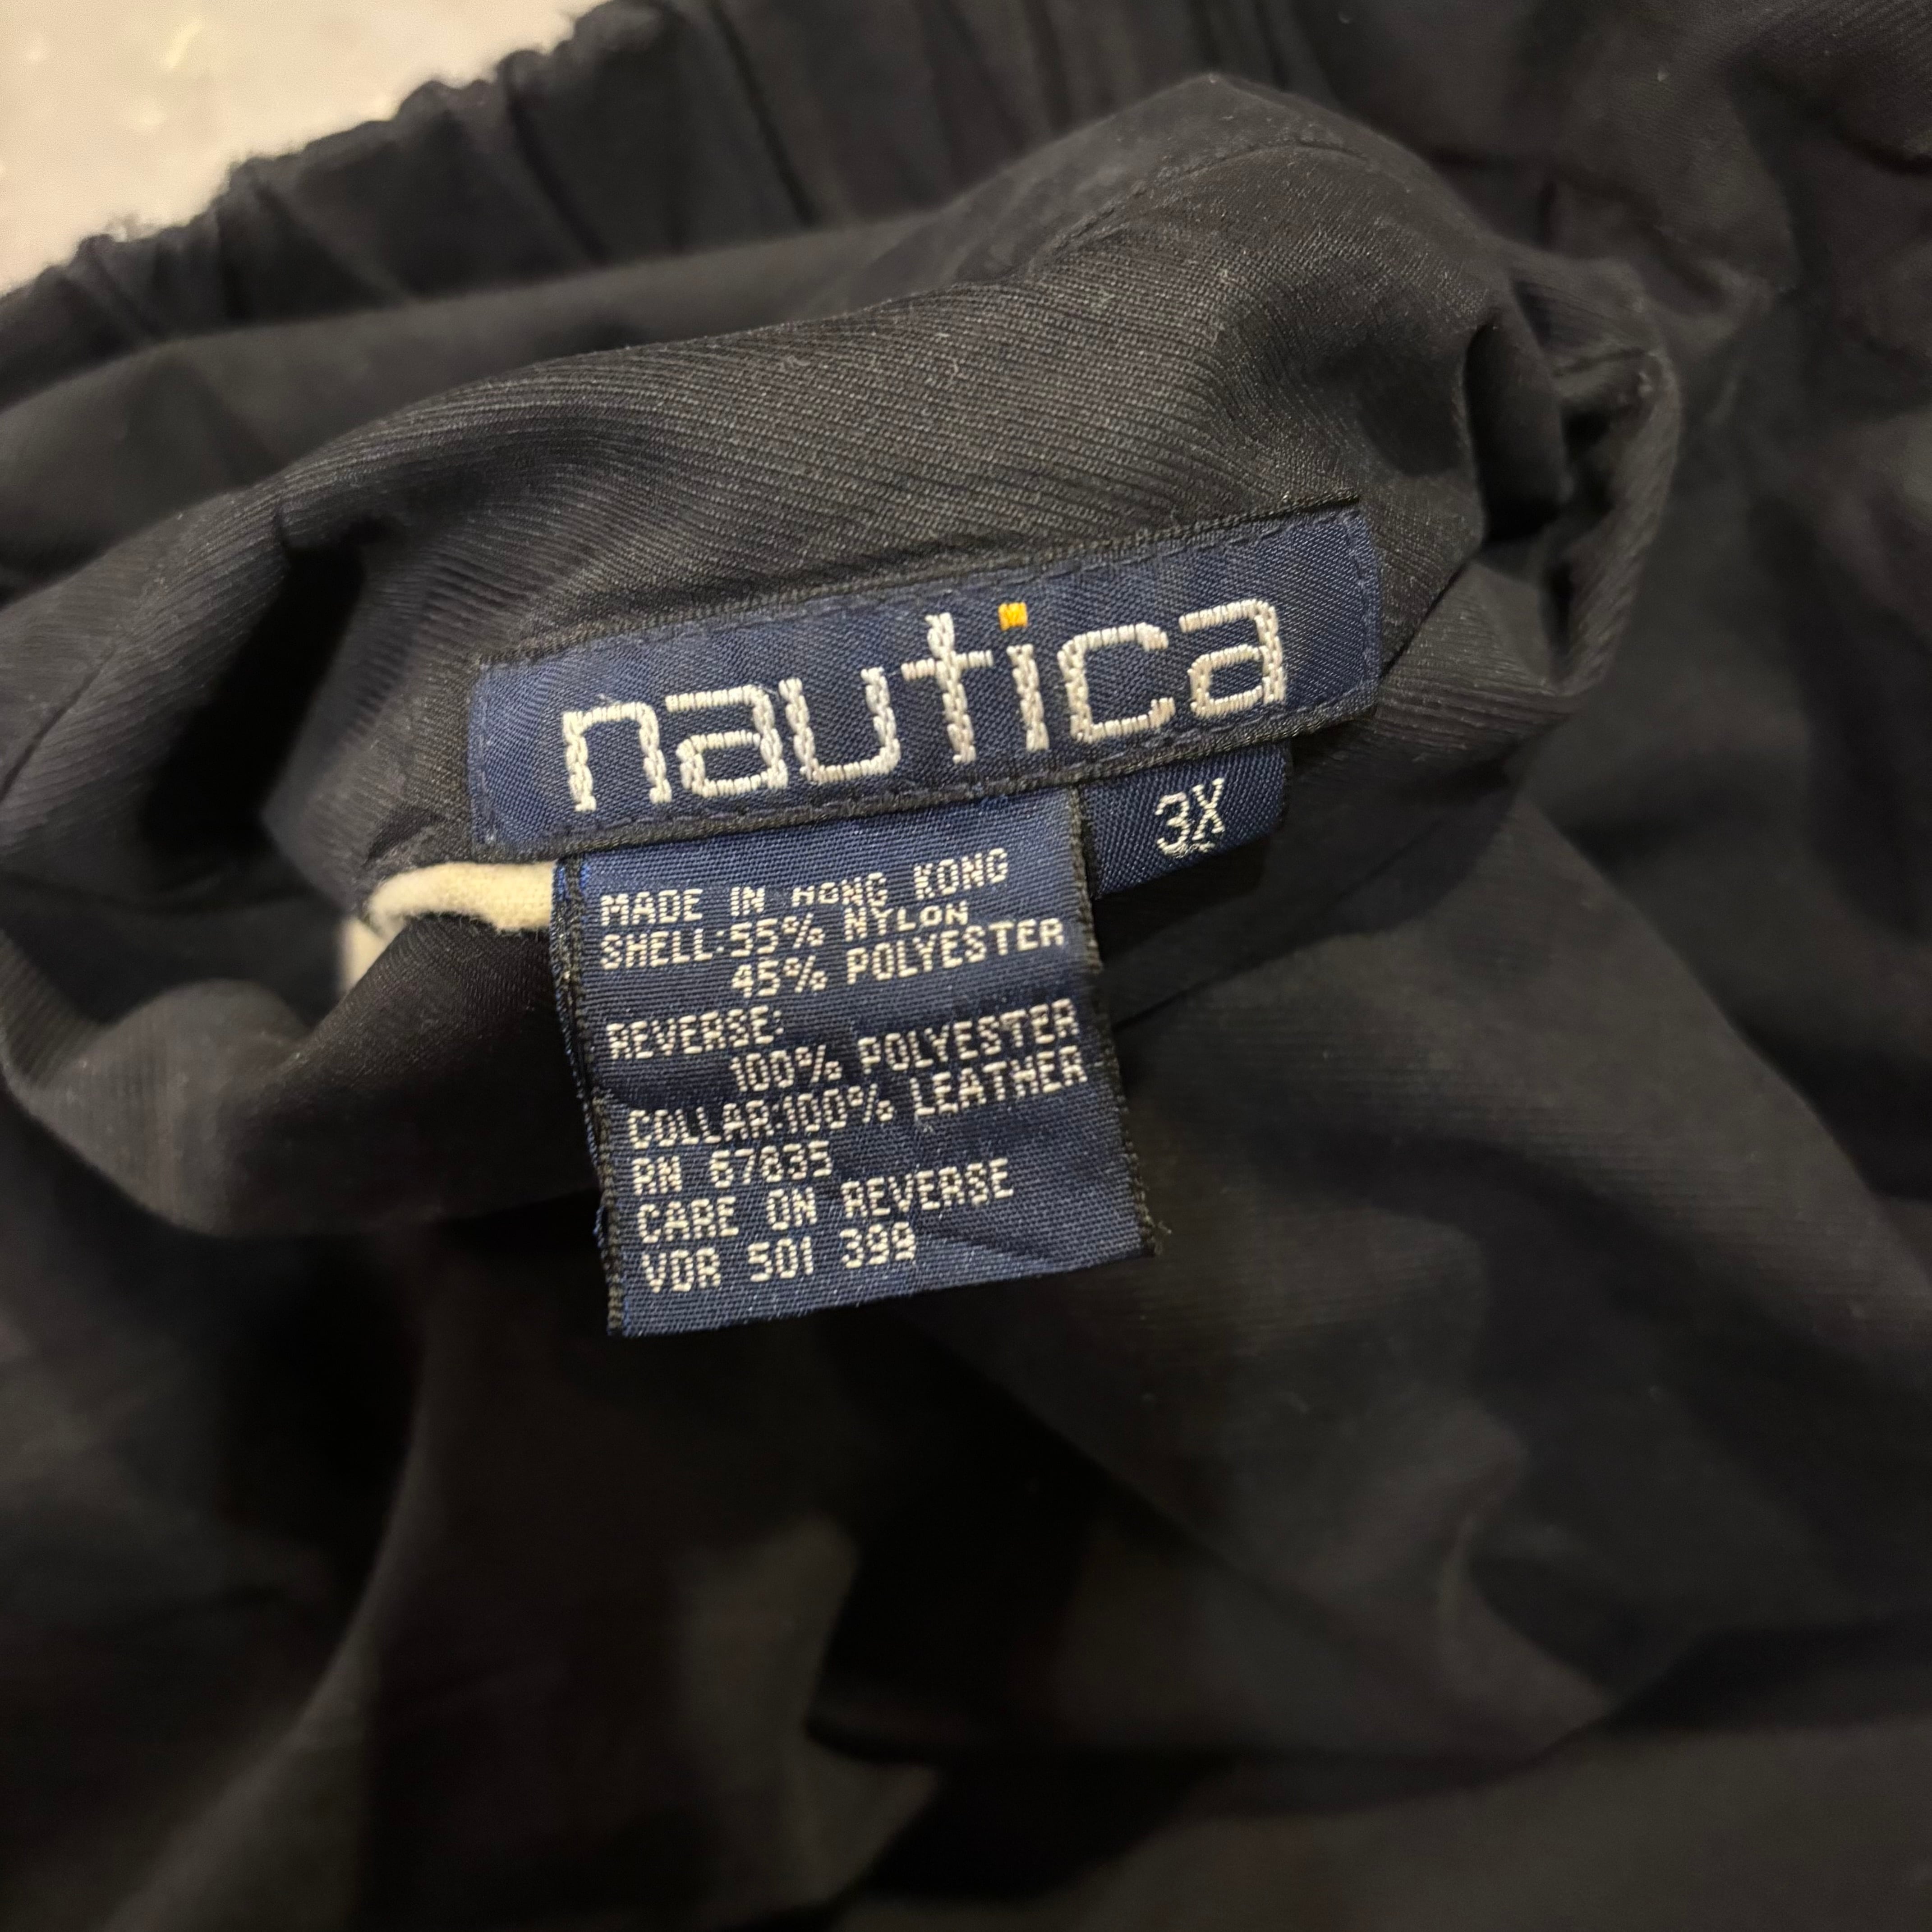 nautica
3X
MADE IN HONG KONG
SHELL:55% NYLON
45% POLYESTER
REVERSE:
100% POLYESTER
COLLAR:100% LEATHER
RN 67835
CARE ON REVERSE
VDR 501 399